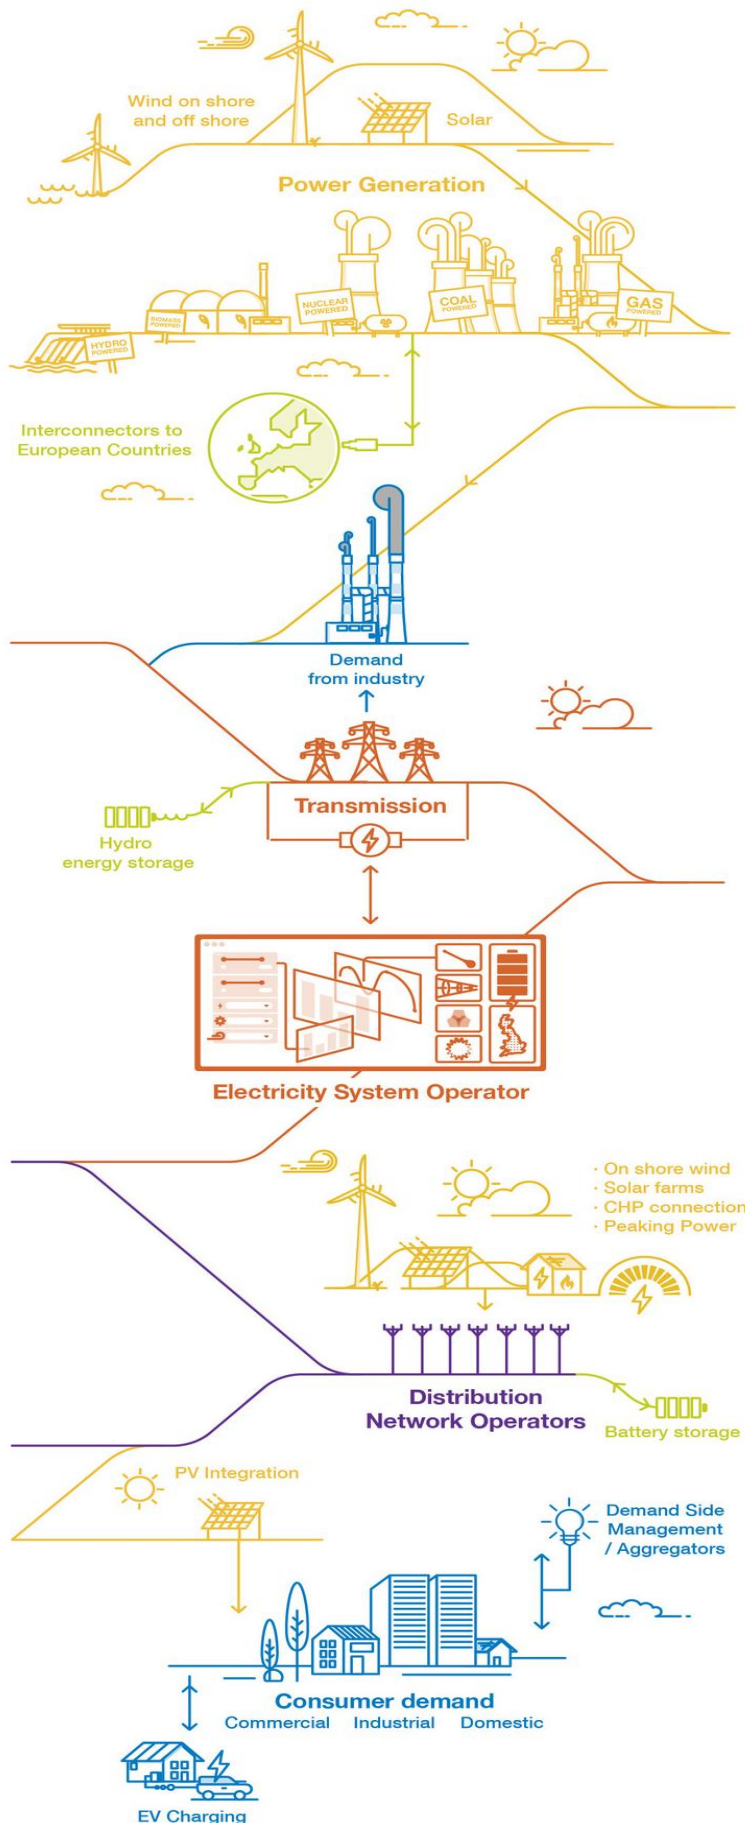 Wind on shore
and off shore
Solar
Power Generation
NUCLEAR
POWERED
COAL
POWERED
GAS
POWERED
BIOMASS
POWERED
HYDRO
POWERED
Interconnectors to
European Countries
Demand
from industry
Transmission
Hydro
energy storage
Electricity System Operator
· On shore wind
· Solar farms
· CHP connection
· Peaking Power
Distribution
Network Operators
Battery storage
PV Integration
Demand Side
Management
/ Aggregators
Consumer demand
Commercial Industrial Domestic
EV Charging